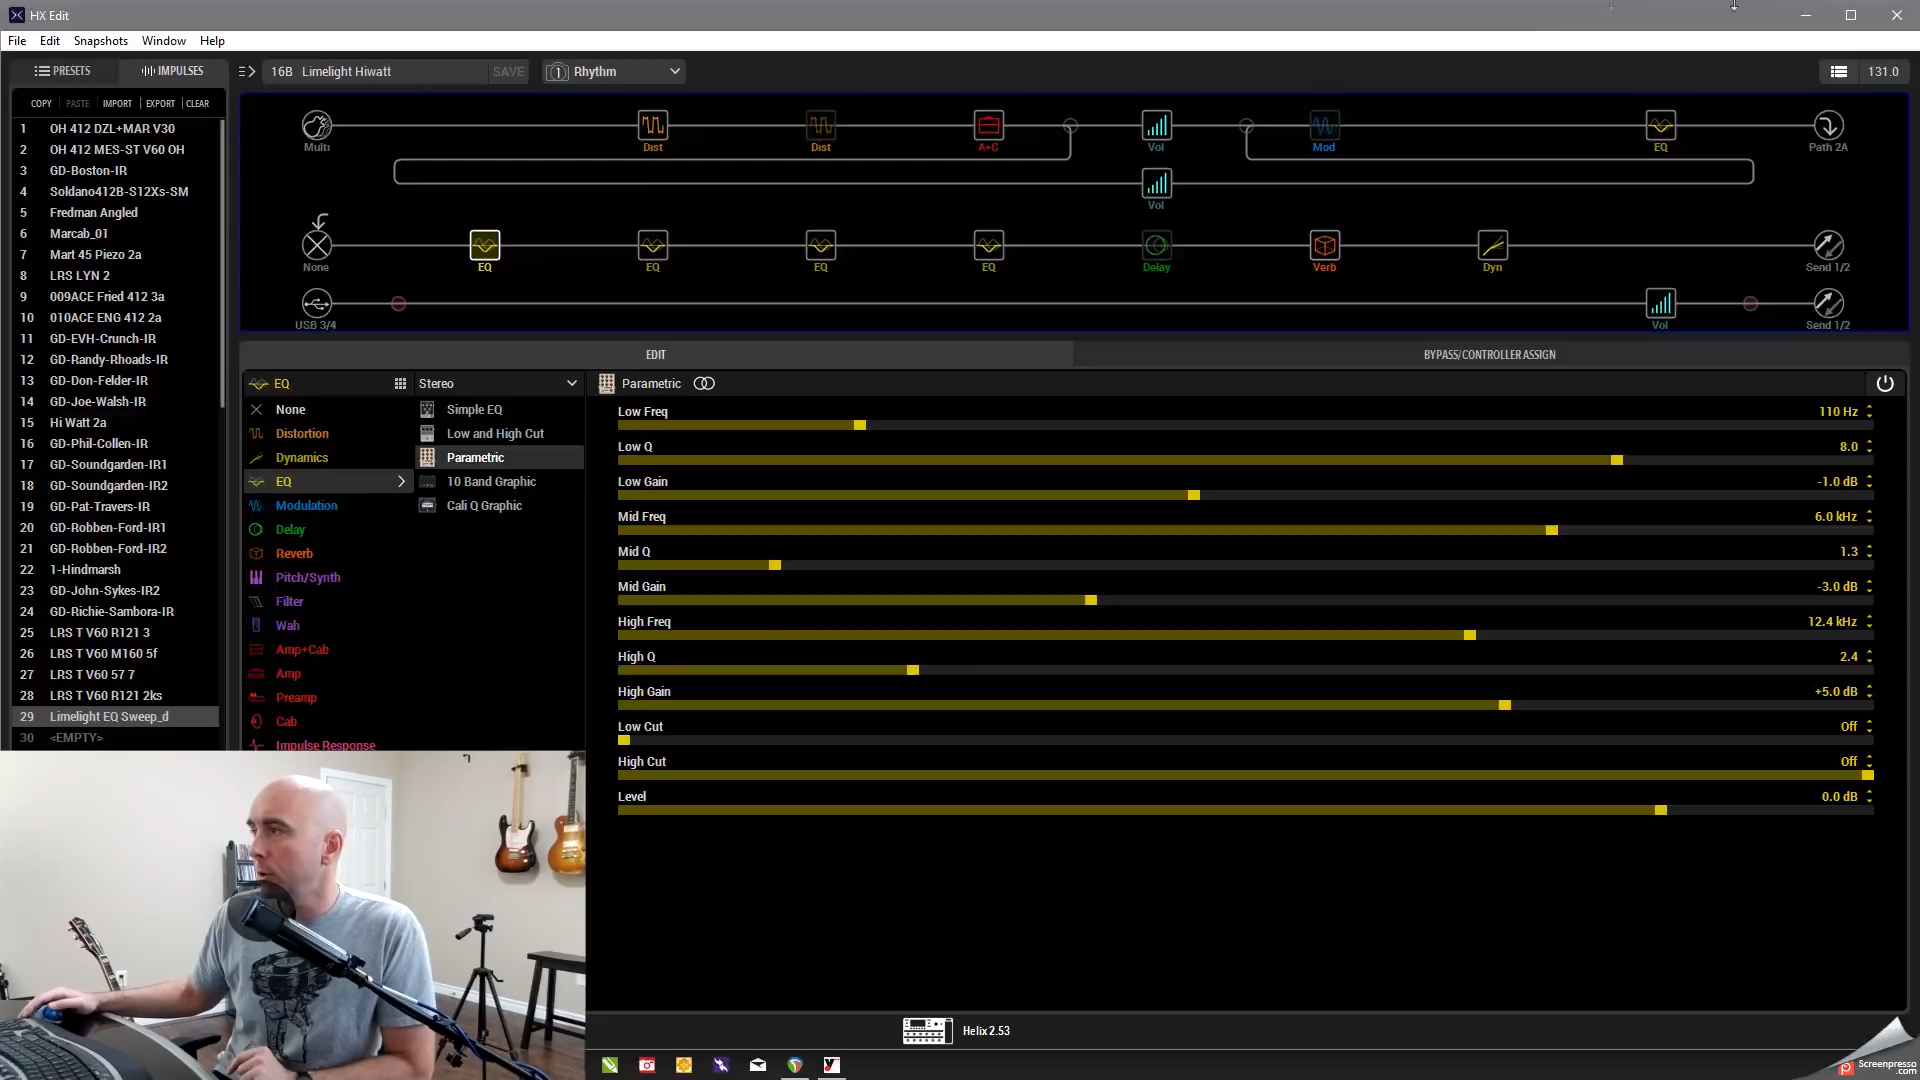 HX Edit
File Edit Snapshots Window Help
PRESETS IMPULSES 16B Limelight Hiwatt SAVE 1 Rhythm 131.0
COPY PASTE IMPORT EXPORT CLEAR
1 OH 412 DZL+MAR V30
2 OH 412 MES-ST V60 OH
3 GD-Boston-IR
4 Soldano412B-S12Xs-SM
5 Fredman Angled
6 Marcab_01
7 Mart 45 Piezo 2a
8 LRS LYN 2
9 009ACE Fried 412 3a
10 010ACE ENG 412 2a
11 GD-EVH-Crunch-IR
12 GD-Randy-Rhoads-IR
13 GD-Don-Felder-IR
14 GD-Joe-Walsh-IR
15 Hi Watt 2a
16 GD-Phil-Collen-IR
17 GD-Soundgarden-IR1
18 GD-Soundgarden-IR2
19 GD-Pat-Travers-IR
20 GD-Robben-Ford-IR1
21 GD-Robben-Ford-IR2
22 1-Hindmarsh
23 GD-John-Sykes-IR2
24 GD-Richie-Sambora-IR
25 LRS T V60 R121 3
26 LRS T V60 M160 5f
27 LRS T V60 57 7
28 LRS T V60 R121 2ks
29 Limelight EQ Sweep_d
30 <EMPTY>
Multi Dist Dist A+C Vol Mod EQ Path 2A
Vol
None EQ EQ EQ EQ Delay Verb Dyn Send 1/2
USB 3/4 Vol Send 1/2
EDIT BYPASS/CONTROLLER ASSIGN
EQ Stereo Parametric
None
Distortion
Dynamics
EQ
Modulation
Delay
Reverb
Pitch/Synth
Filter
Wah
Amp+Cab
Amp
Preamp
Cab
Impulse Response
Simple EQ
Low and High Cut
Parametric
10 Band Graphic
Cali Q Graphic
Low Freq 110 Hz
Low Q 8.0
Low Gain -1.0 dB
Mid Freq 6.0 kHz
Mid Q 1.3
Mid Gain -3.0 dB
High Freq 12.4 kHz
High Q 2.4
High Gain +5.0 dB
Low Cut Off
High Cut Off
Level 0.0 dB
Helix 2.53
Screenpresso
.com